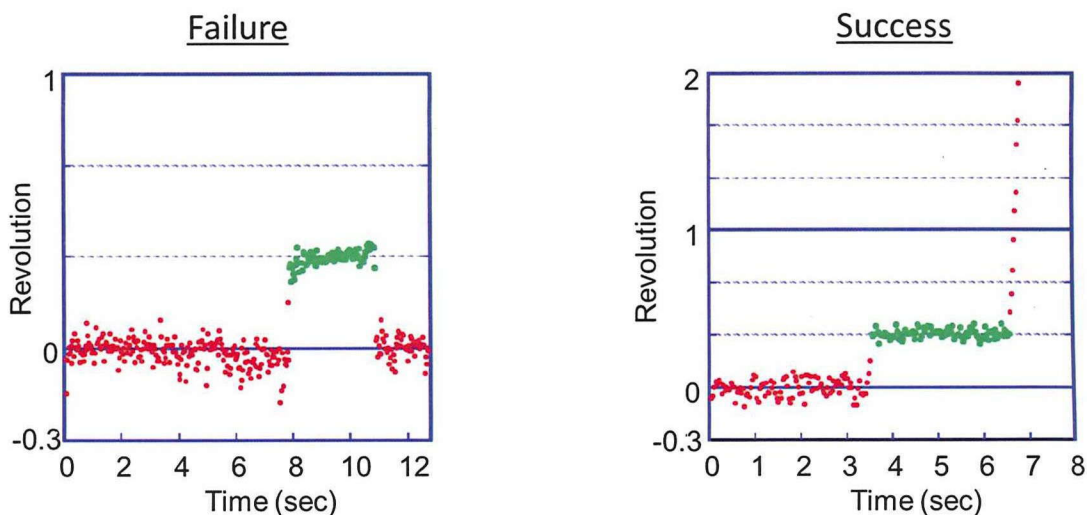 Failure
Success
1
0
-0.3
Revolution
0 2 4 6 8 10 12
Time (sec)
2
1
0
-0.3
Revolution
0 1 2 3 4 5 6 7 8
Time (sec)